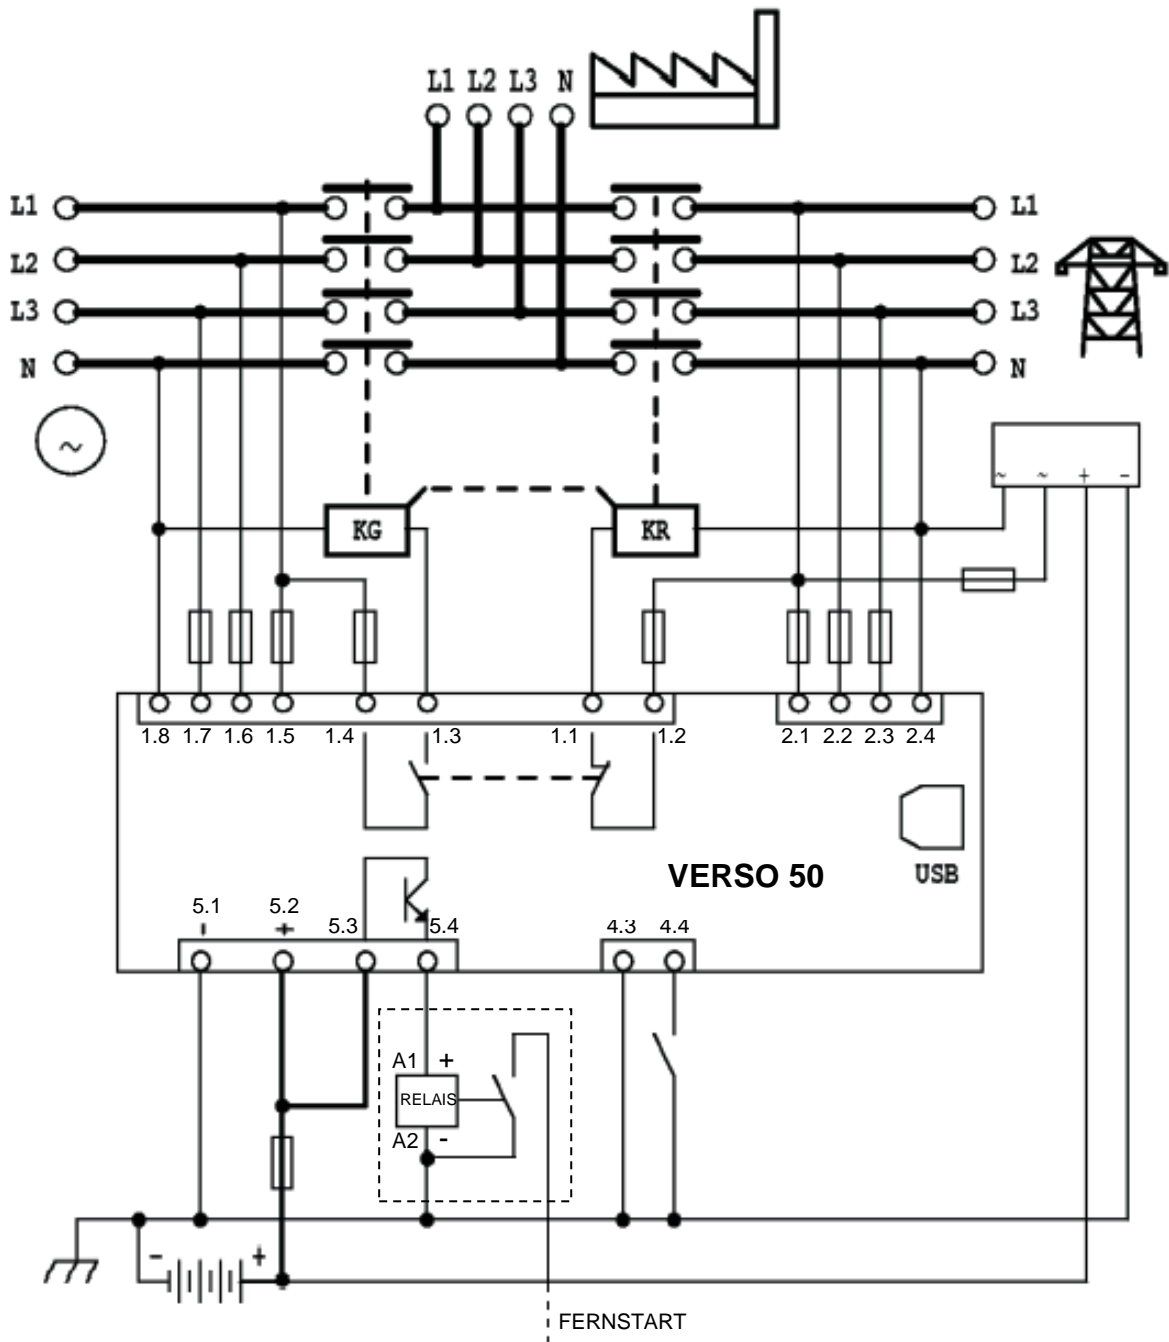 L1 L2 L3 N
L1
L2
L3
N
L1
L2
L3
N
~
~ ~ + -
KG
KR
1.8 1.7 1.6 1.5 1.4 1.3 1.1 1.2 2.1 2.2 2.3 2.4
USB
VERSO 50
5.1 5.2 5.3 5.4 4.3 4.4
- +
A1 +
RELAIS
A2 -
- +
FERNSTART